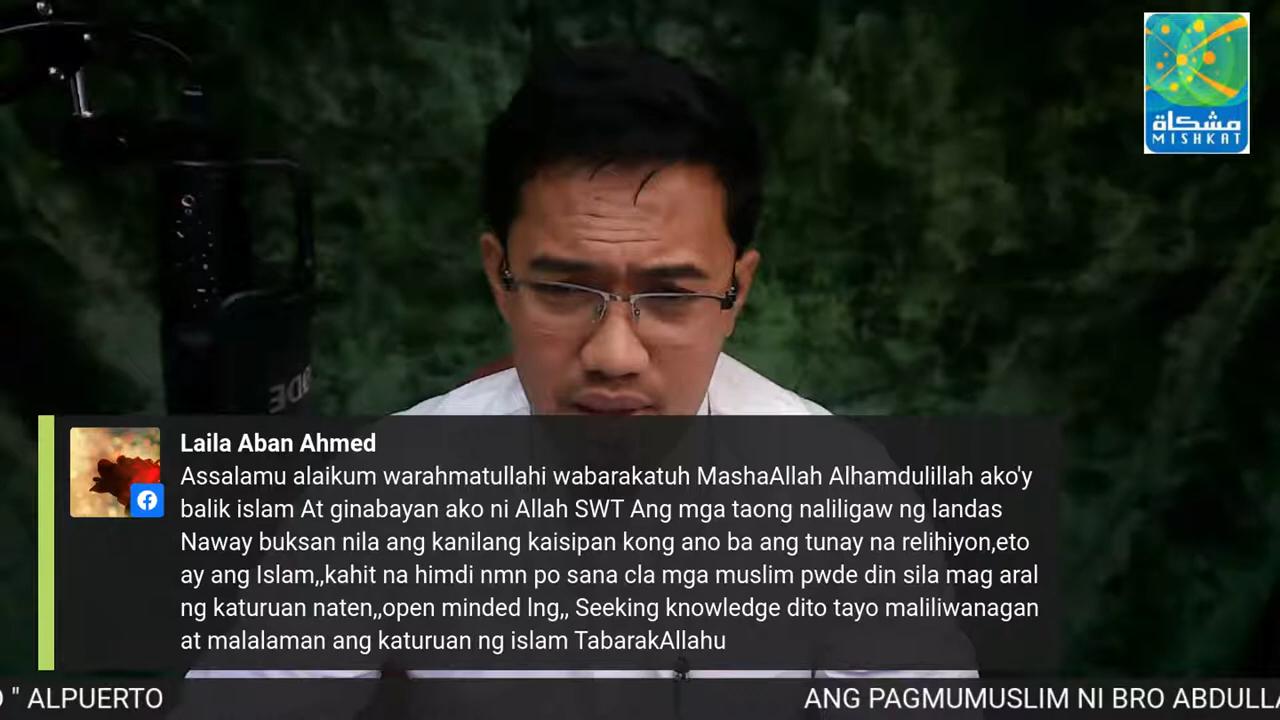 مشكاة
MISHKAT
Laila Aban Ahmed
Assalamu alaikum warahmatullahi wabarakatuh MashaAllah Alhamdulillah ako'y
balik islam At ginabayan ako ni Allah SWT Ang mga taong naliligaw ng landas
Naway buksan nila ang kanilang kaisipan kong ano ba ang tunay na relihiyon,eto
ay ang Islam,,kahit na himdi nmn po sana cla mga muslim pwde din sila mag aral
ng katuruan naten,,open minded lng,, Seeking knowledge dito tayo maliliwanagan
at malalaman ang katuruan ng islam TabarakAllahu
" ALPUERTO
ANG PAGMUMUSLIM NI BRO ABDULLA